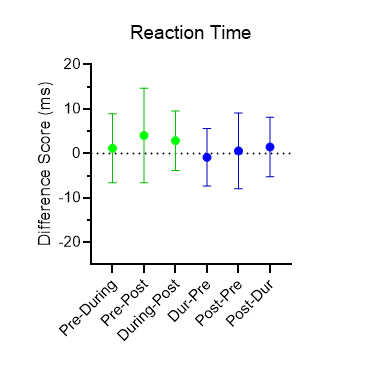 Reaction Time
Difference Score (ms)
20
10
0
-10
-20
Pre-During
Pre-Post
During-Post
Dur-Pre
Post-Pre
Post-Dur